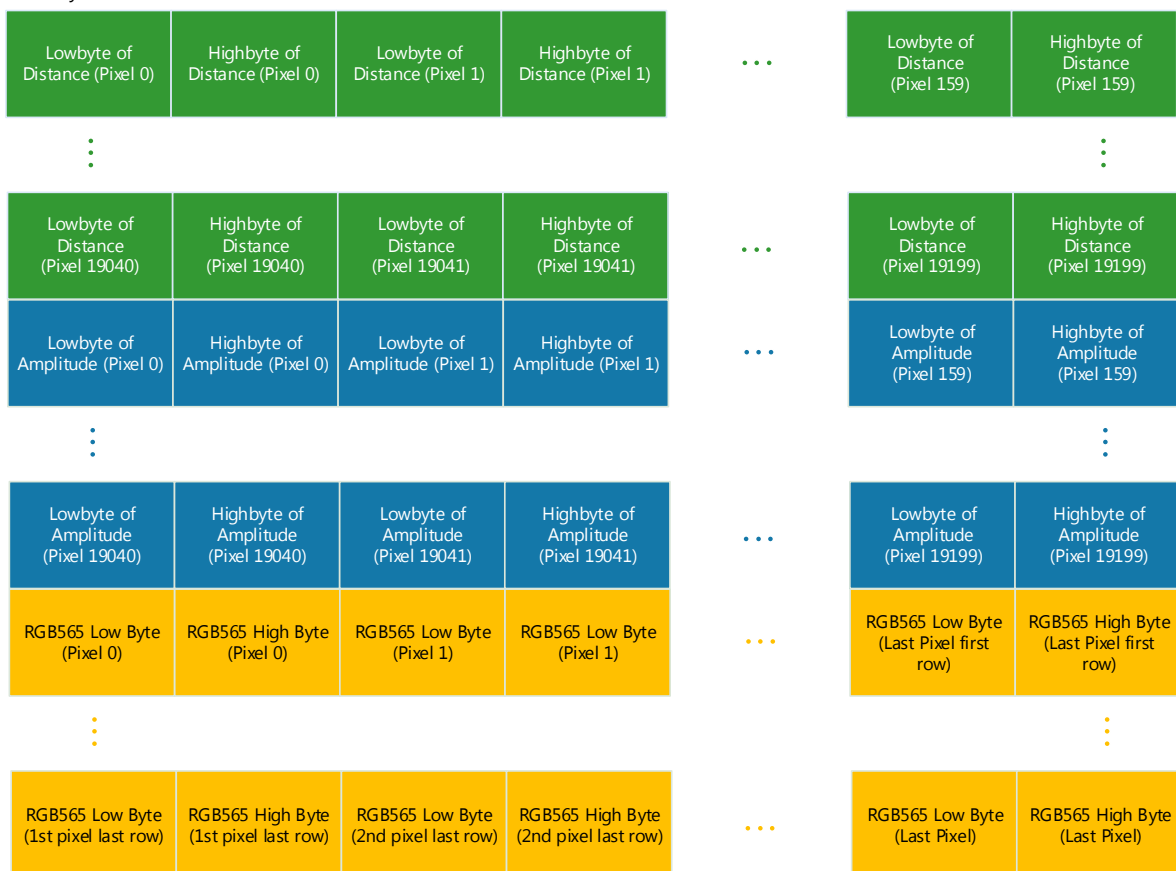 Lowbyte of
Distance (Pixel 0)
Highbyte of
Distance (Pixel 0)
Lowbyte of
Distance (Pixel 1)
Highbyte of
Distance (Pixel 1)
...
Lowbyte of
Distance
(Pixel 159)
Highbyte of
Distance
(Pixel 159)
Lowbyte of
Distance
(Pixel 19040)
Highbyte of
Distance
(Pixel 19040)
Lowbyte of
Distance
(Pixel 19041)
Highbyte of
Distance
(Pixel 19041)
...
Lowbyte of
Distance
(Pixel 19199)
Highbyte of
Distance
(Pixel 19199)
Lowbyte of
Amplitude (Pixel 0)
Highbyte of
Amplitude (Pixel 0)
Lowbyte of
Amplitude (Pixel 1)
Highbyte of
Amplitude (Pixel 1)
...
Lowbyte of
Amplitude
(Pixel 159)
Highbyte of
Amplitude
(Pixel 159)
Lowbyte of
Amplitude
(Pixel 19040)
Highbyte of
Amplitude
(Pixel 19040)
Lowbyte of
Amplitude
(Pixel 19041)
Highbyte of
Amplitude
(Pixel 19041)
...
Lowbyte of
Amplitude
(Pixel 19199)
Highbyte of
Amplitude
(Pixel 19199)
RGB565 Low Byte
(Pixel 0)
RGB565 High Byte
(Pixel 0)
RGB565 Low Byte
(Pixel 1)
RGB565 Low Byte
(Pixel 1)
...
RGB565 Low Byte
(Last Pixel first
row)
RGB565 High Byte
(Last Pixel first
row)
RGB565 Low Byte
(1st pixel last row)
RGB565 High Byte
(1st pixel last row)
RGB565 Low Byte
(2nd pixel last row)
RGB565 High Byte
(2nd pixel last row)
...
RGB565 Low Byte
(Last Pixel)
RGB565 High Byte
(Last Pixel)